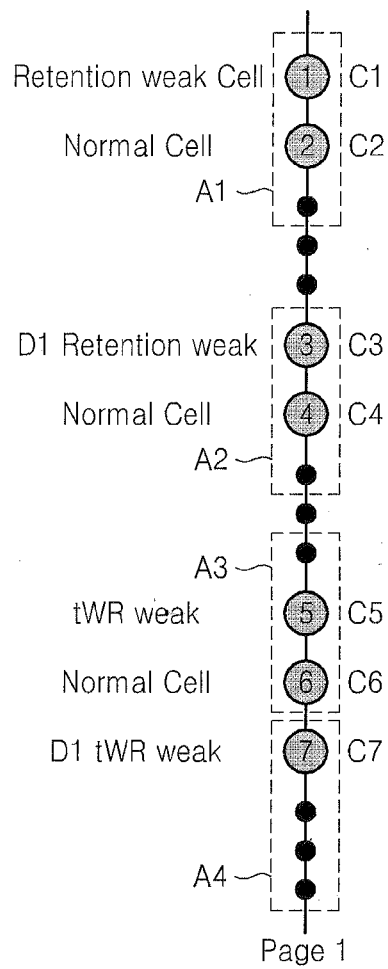 Retention weak Cell 1 C1
Normal Cell 2 C2
A1
D1 Retention weak 3 C3
Normal Cell 4 C4
A2
A3
tWR weak 5 C5
Normal Cell 6 C6
D1 tWR weak 7 C7
A4
Page 1